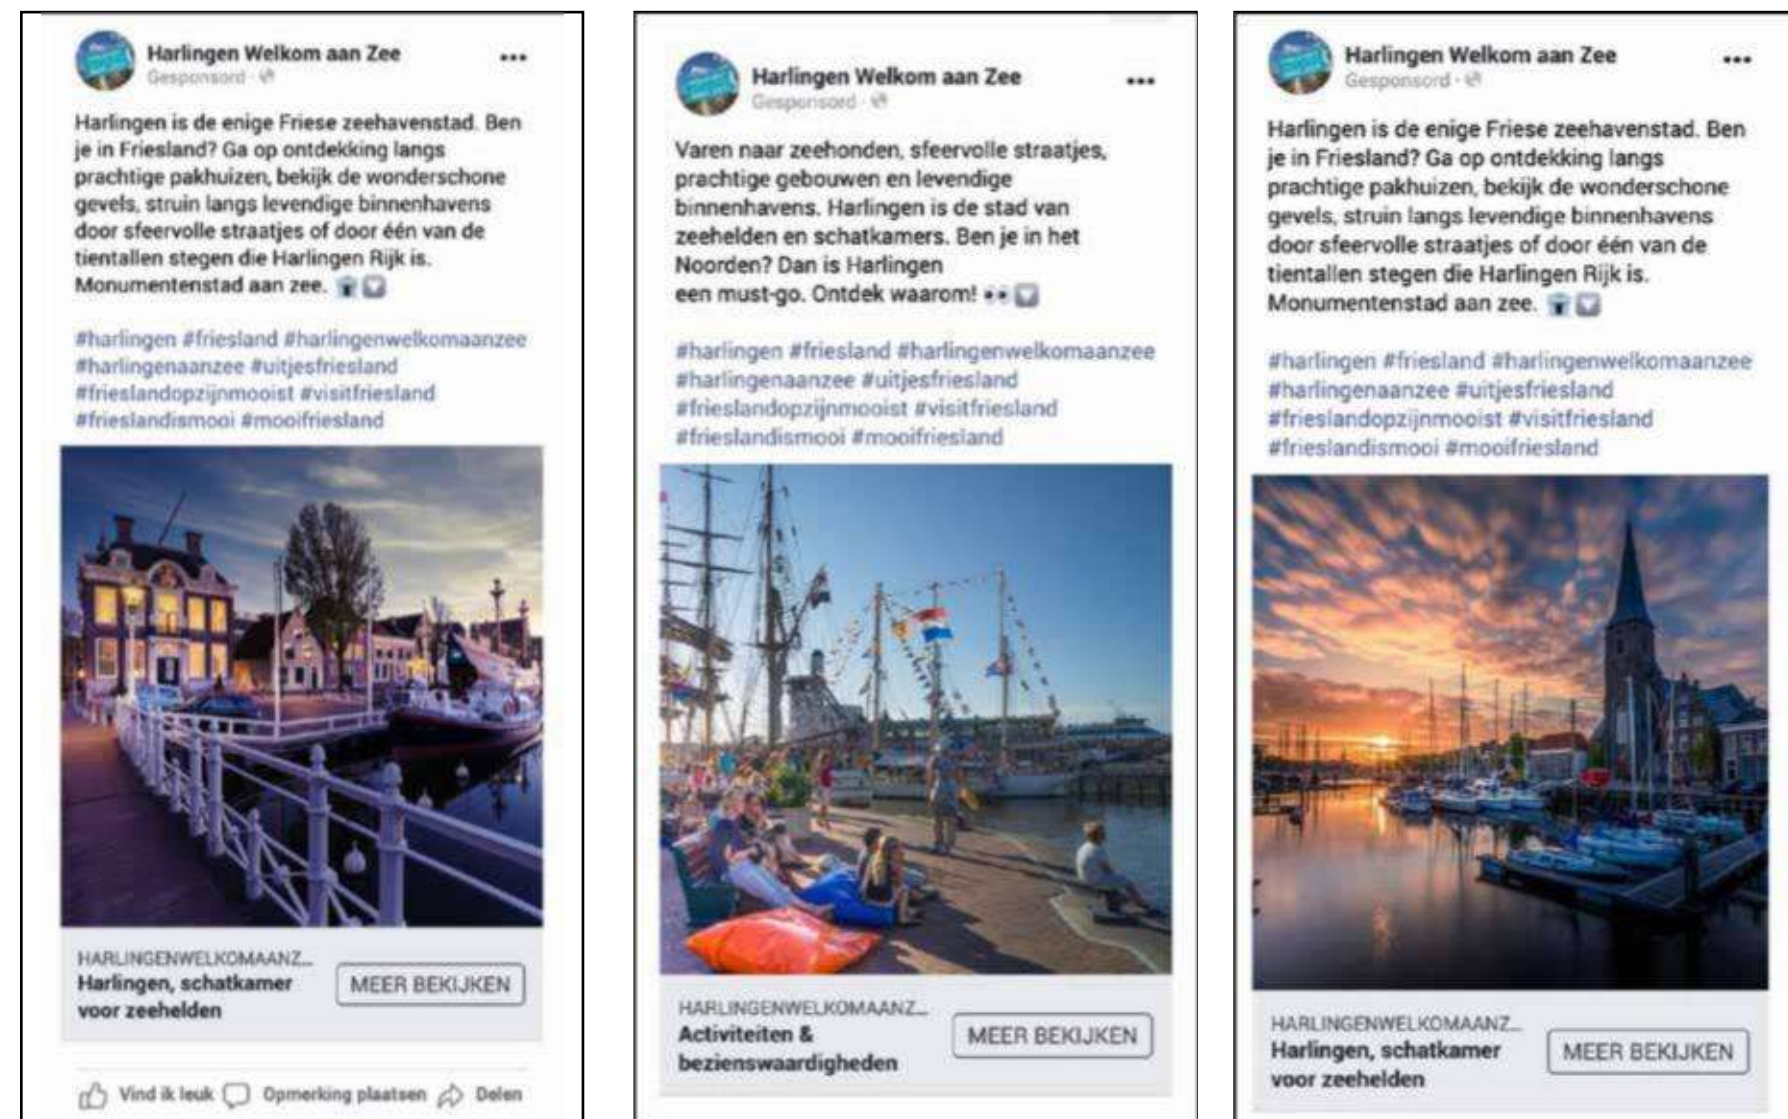 Harlingen Welkom aan Zee
Gesponsord ·
Harlingen is de enige Friese zeehavenstad. Ben
je in Friesland? Ga op ontdekking langs
prachtige pakhuizen, bekijk de wonderschone
gevels, struin langs levendige binnenhavens
door sfeervolle straatjes of door één van de
tientallen stegen die Harlingen Rijk is.
Monumentenstad aan zee.
#harlingen #friesland #harlingenwelkomaanzee
#harlingenaanzee #uitjesfriesland
#frieslandopzijnmooist #visitfriesland
#frieslandismooi #mooifriesland
HARLINGENWELKOMAANZ...
Harlingen, schatkamer
voor zeehelden
MEER BEKIJKEN
Vind ik leuk
Opmerking plaatsen
Delen
Harlingen Welkom aan Zee
Gesponsord ·
Varen naar zeehonden, sfeervolle straatjes,
prachtige gebouwen en levendige
binnenhavens. Harlingen is de stad van
zeehelden en schatkamers. Ben je in het
Noorden? Dan is Harlingen
een must-go. Ontdek waarom!
#harlingen #friesland #harlingenwelkomaanzee
#harlingenaanzee #uitjesfriesland
#frieslandopzijnmooist #visitfriesland
#frieslandismooi #mooifriesland
HARLINGENWELKOMAANZ...
Activiteiten &
bezienswaardigheden
MEER BEKIJKEN
Harlingen Welkom aan Zee
Gesponsord ·
Harlingen is de enige Friese zeehavenstad. Ben
je in Friesland? Ga op ontdekking langs
prachtige pakhuizen, bekijk de wonderschone
gevels, struin langs levendige binnenhavens
door sfeervolle straatjes of door één van de
tientallen stegen die Harlingen Rijk is.
Monumentenstad aan zee.
#harlingen #friesland #harlingenwelkomaanzee
#harlingenaanzee #uitjesfriesland
#frieslandopzijnmooist #visitfriesland
#frieslandismooi #mooifriesland
HARLINGENWELKOMAANZ...
Harlingen, schatkamer
voor zeehelden
MEER BEKIJKEN